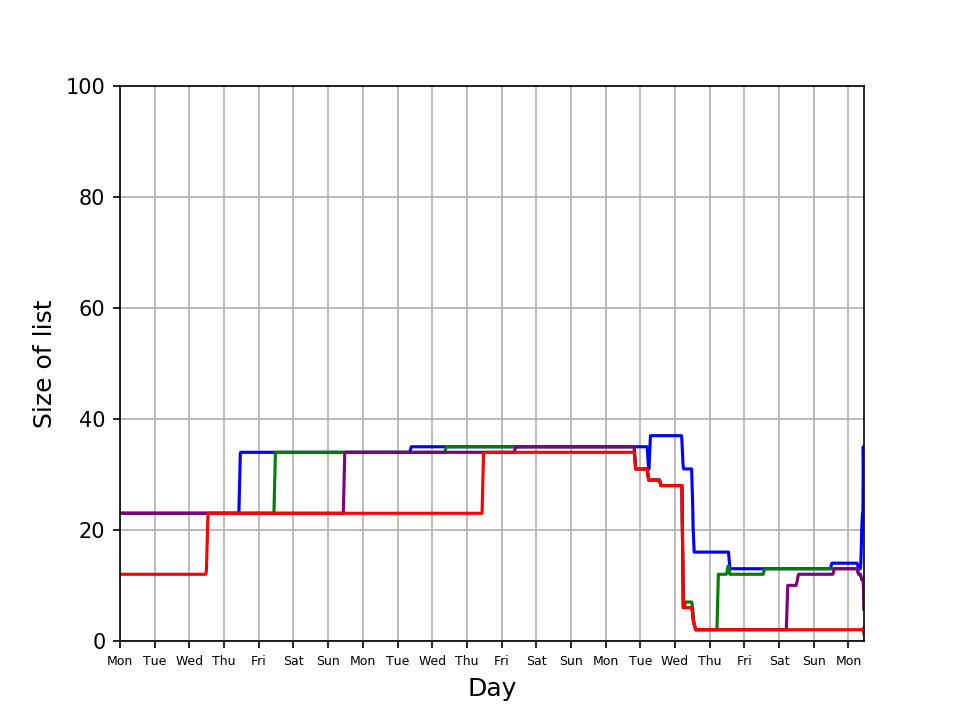 100
80
60
40
20
0
Size of list
Mon Tue Wed Thu Fri Sat Sun Mon Tue Wed Thu Fri Sat Sun Mon Tue Wed Thu Fri Sat Sun Mon
Day